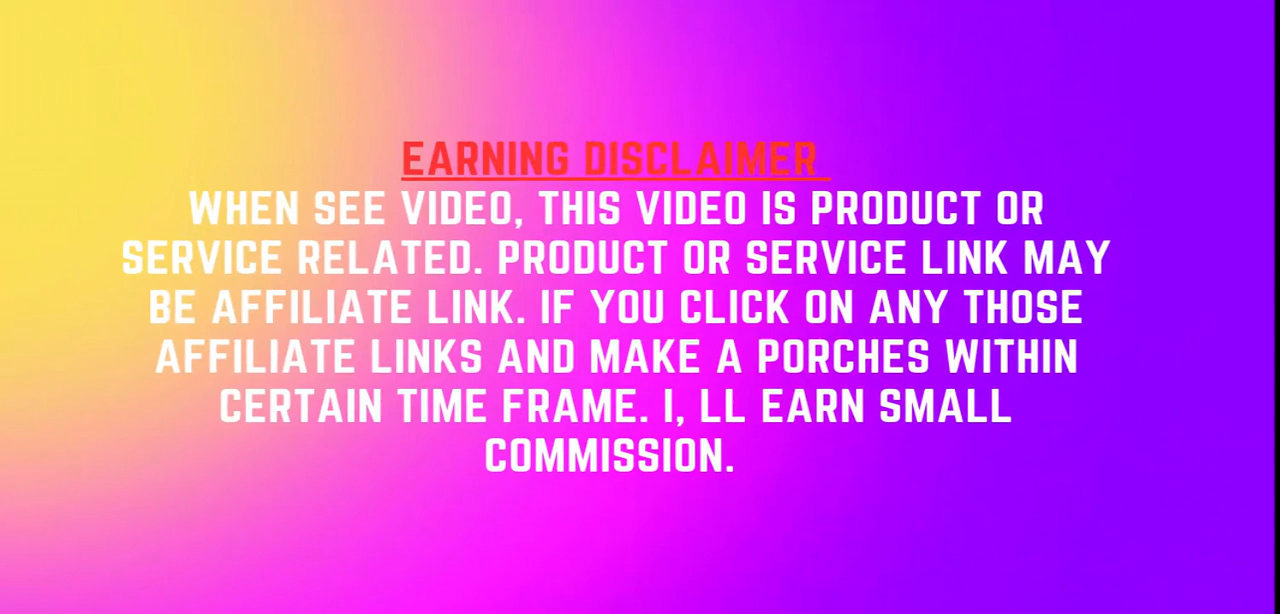 EARNING DISCLAIMER
WHEN SEE VIDEO, THIS VIDEO IS PRODUCT OR
SERVICE RELATED. PRODUCT OR SERVICE LINK MAY
BE AFFILIATE LINK. IF YOU CLICK ON ANY THOSE
AFFILIATE LINKS AND MAKE A PORCHES WITHIN
CERTAIN TIME FRAME. I, LL EARN SMALL
COMMISSION.